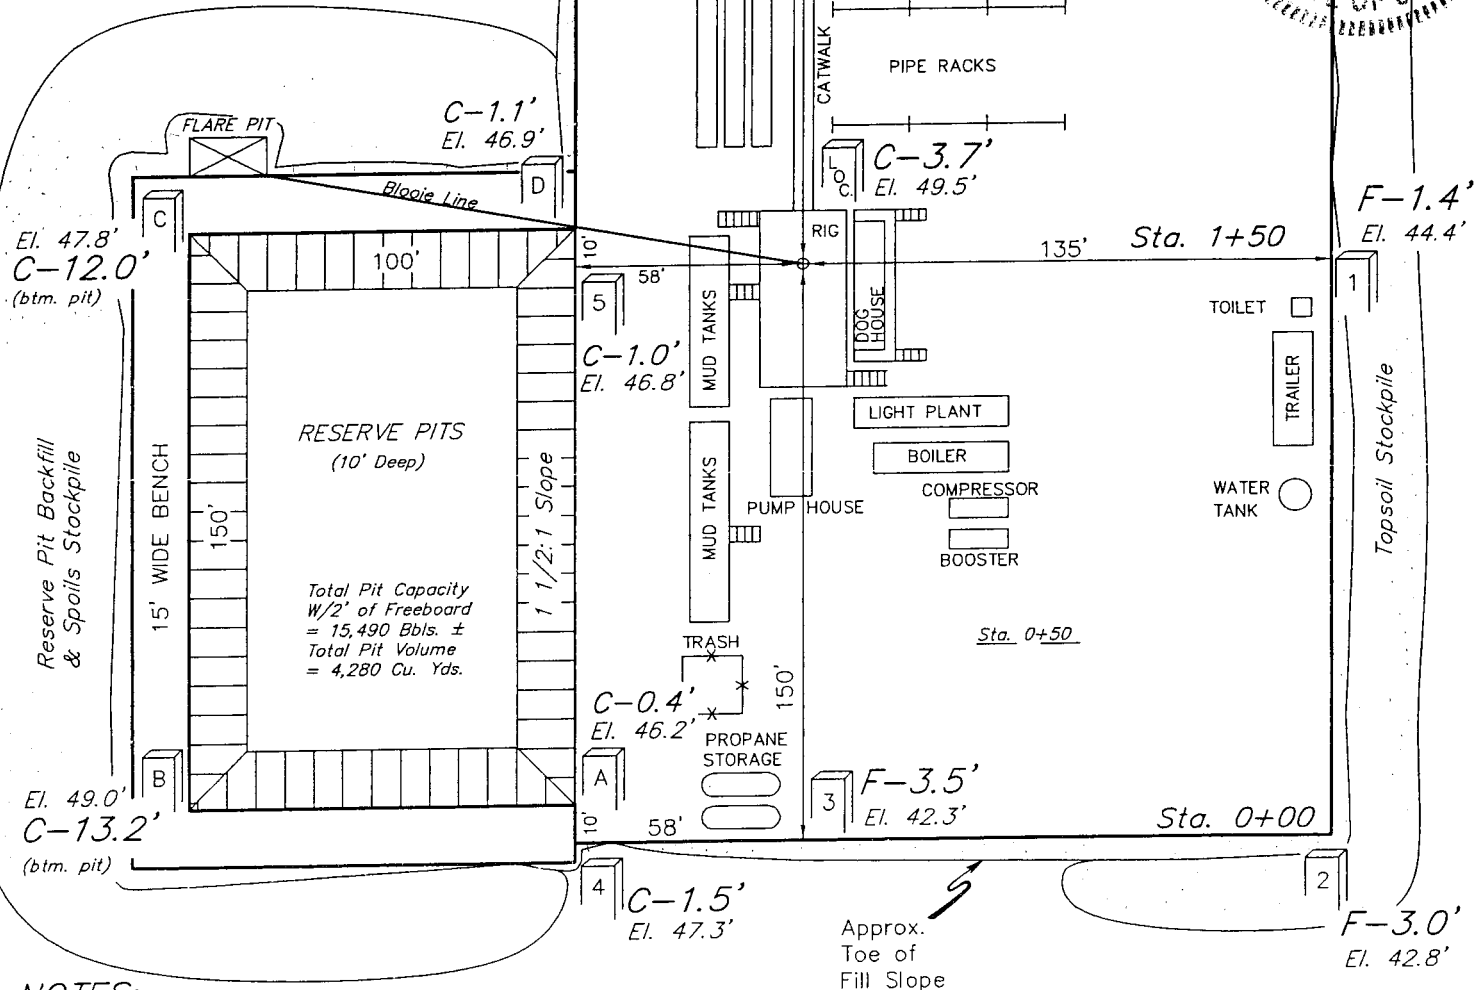 CATWALK
PIPE RACKS
FLARE PIT
C-1.1'
El. 46.9'
D
Blooie Line
LOC.
C-3.7'
El. 49.5'
C
El. 47.8'
C-12.0'
(btm. pit)
100'
10'
58'
RIG
135'
Sta. 1+50
F-1.4'
El. 44.4'
1
5
C-1.0'
El. 46.8'
MUD TANKS
DOG HOUSE
TOILET
TRAILER
LIGHT PLANT
BOILER
COMPRESSOR
PUMP HOUSE
BOOSTER
WATER
TANK
Topsoil Stockpile
RESERVE PITS
(10' Deep)
Reserve Pit Backfill
& Spoils Stockpile
15' WIDE BENCH
150'
1 1/2:1 Slope
MUD TANKS
Total Pit Capacity
W/2' of Freeboard
= 15,490 Bbls. ±
Total Pit Volume
= 4,280 Cu. Yds.
Sta. 0+50
TRASH
150'
C-0.4'
El. 46.2'
PROPANE
STORAGE
B
A
El. 49.0'
C-13.2'
(btm. pit)
10'
58'
3
F-3.5'
El. 42.3'
Sta. 0+00
4
C-1.5'
El. 47.3'
2
F-3.0'
El. 42.8'
Approx.
Toe of
Fill Slope
NOTES: